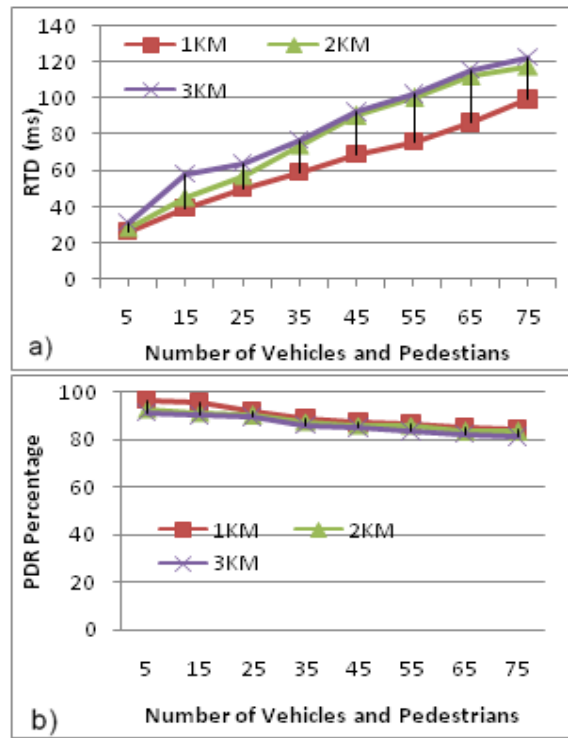 140
120
100
80
60
40
20
0
RTD (ms)
1KM 2KM
3KM
5 15 25 35 45 55 65 75
a)
Number of Vehicles and Pedestians
100
80
60
40
20
0
PDR Percentage
1KM 2KM
3KM
5 15 25 35 45 55 65 75
b)
Number of Vehicles and Pedestrians